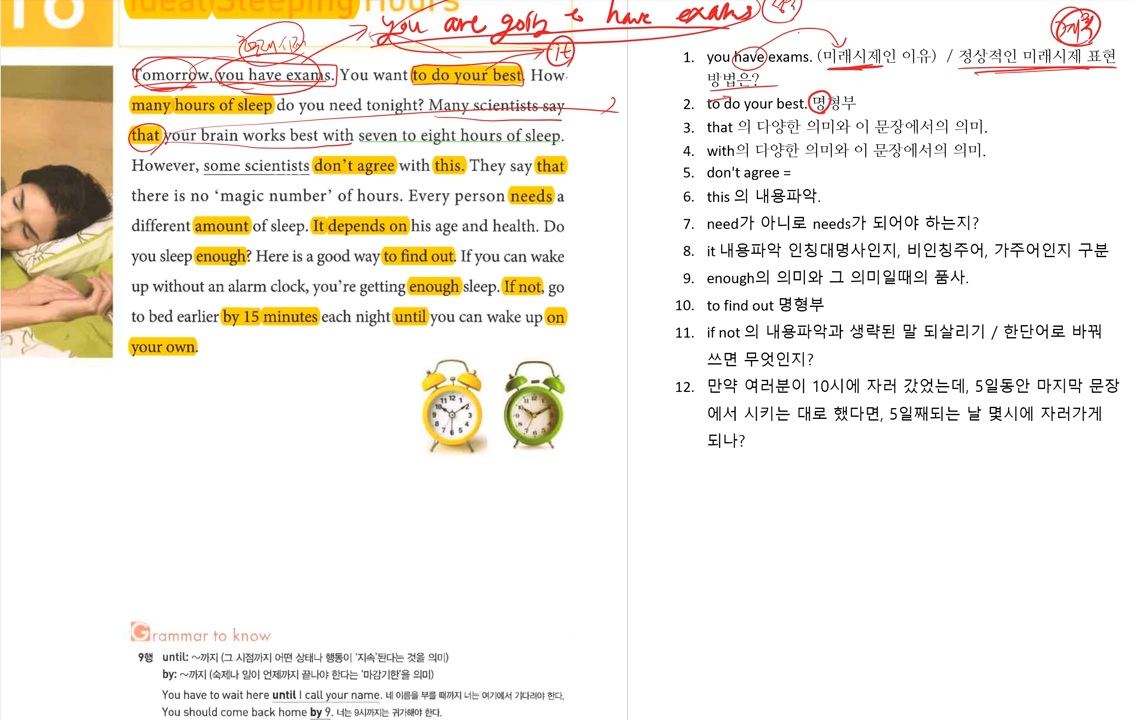 10
Ideal Sleeping Hours
you are going to have exams
현재시제
It
Tomorrow, you have exams. You want to do your best. How
many hours of sleep do you need tonight? Many scientists say
that your brain works best with seven to eight hours of sleep.
However, some scientists don't agree with this. They say that
there is no 'magic number' of hours. Every person needs a
different amount of sleep. It depends on his age and health. Do
you sleep enough? Here is a good way to find out. If you can wake
up without an alarm clock, you're getting enough sleep. If not, go
to bed earlier by 15 minutes each night until you can wake up on
your own.
Grammar to know
9행 until: ~까지 (그 시점까지 어떤 상태나 행동이 '지속'된다는 것을 의미)
by: ~까지 (숙제나 일이 언제까지 끝나야 한다는 '마감기한'을 의미)
You have to wait here until I call your name. 네 이름을 부를 때까지 너는 여기에서 기다려야 한다.
You should come back home by 9. 너는 9시까지는 귀가해야 한다.
1. you have exams. (미래시제인 이유) / 정상적인 미래시제 표현
방법은?
2. to do your best. 명형부
3. that 의 다양한 의미와 이 문장에서의 의미.
4. with의 다양한 의미와 이 문장에서의 의미.
5. don't agree =
6. this 의 내용파악.
7. need가 아니로 needs가 되어야 하는지?
8. it 내용파악 인칭대명사인지, 비인칭주어, 가주어인지 구분
9. enough의 의미와 그 의미일때의 품사.
10. to find out 명형부
11. if not 의 내용파악과 생략된 말 되살리기 / 한단어로 바꿔
쓰면 무엇인지?
12. 만약 여러분이 10시에 자러 갔었는데, 5일동안 마지막 문장
에서 시키는 대로 했다면, 5일째되는 날 몇시에 자러가게
되나?